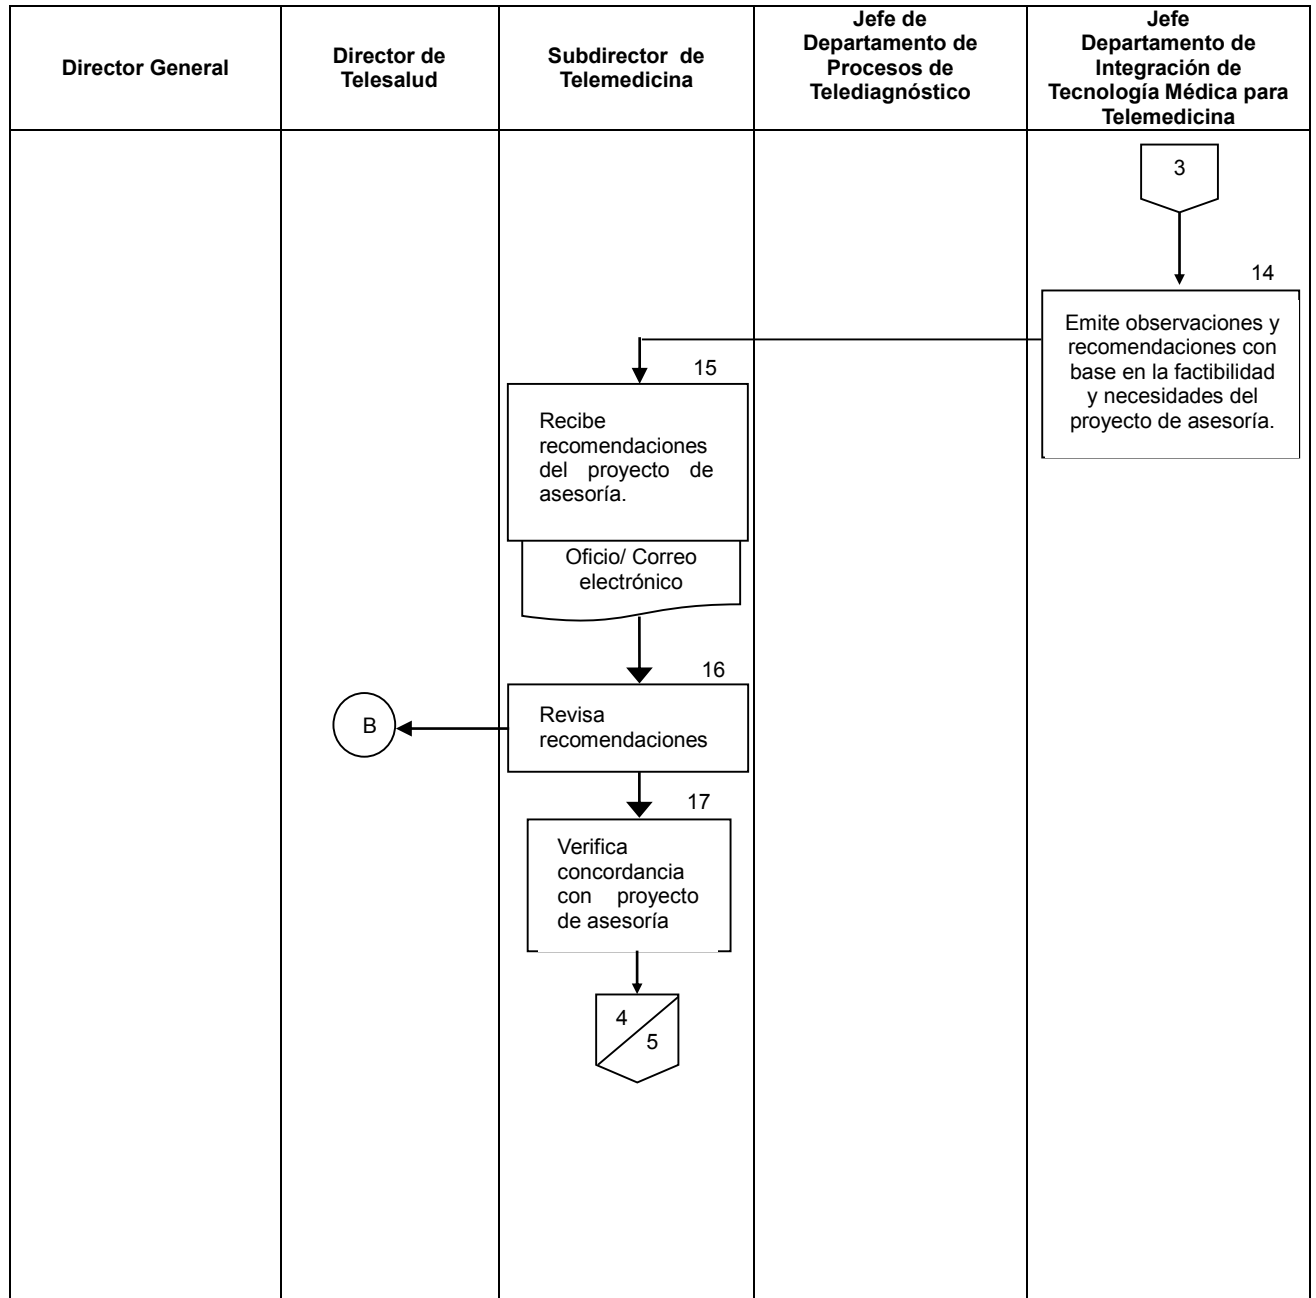 Director General
Director de
Telesalud
Subdirector de
Telemedicina
Jefe de
Departamento de
Procesos de
Telediagnóstico
Jefe
Departamento de
Integración de
Tecnología Médica para
Telemedicina
3
14
Emite observaciones y
recomendaciones con
base en la factibilidad
y necesidades del
proyecto de asesoría.
15
Recibe
recomendaciones
del proyecto de
asesoría.
Oficio/ Correo
electrónico
16
Revisa
recomendaciones
B
17
Verifica
concordancia
con proyecto
de asesoría
4
5